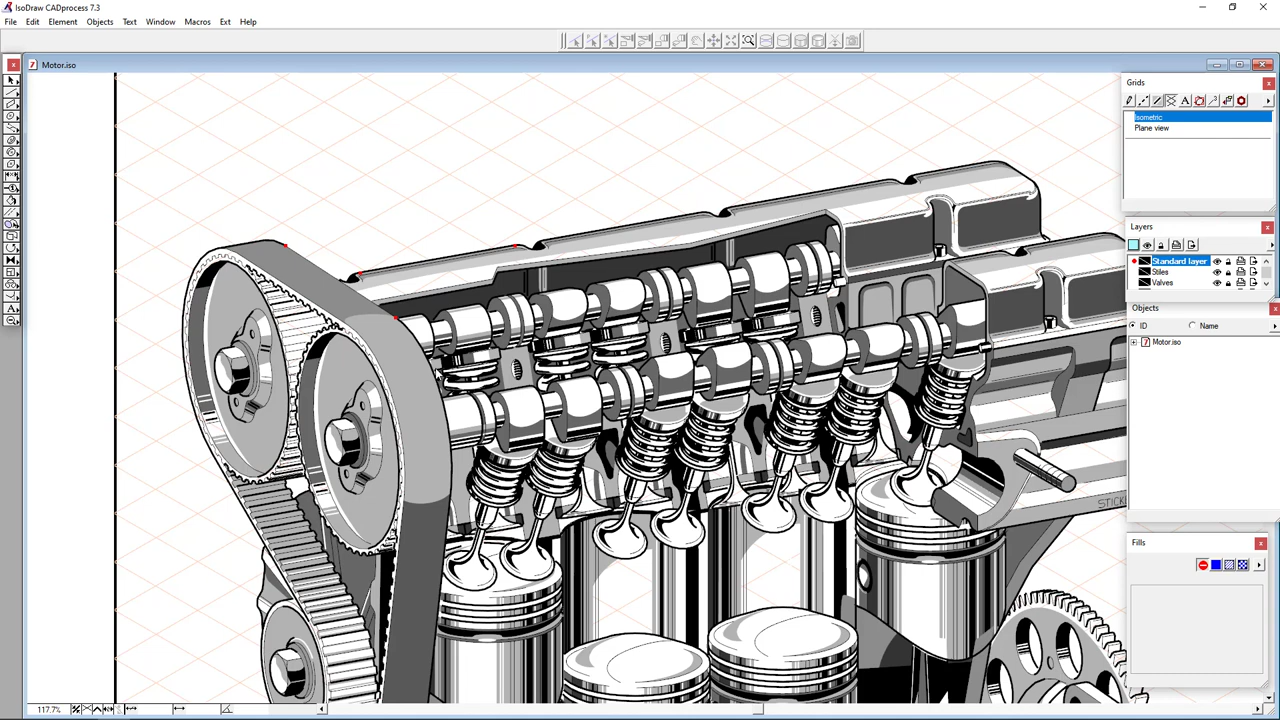 IsoDraw CADprocess 7.3
File Edit Element Objects Text Window Macros Ext Help
Motor.iso
Grids
Isometric
Plane view
Layers
Standard layer
Stiles
Valves
Objects
ID Name
Motor.iso
Fills
117.7%